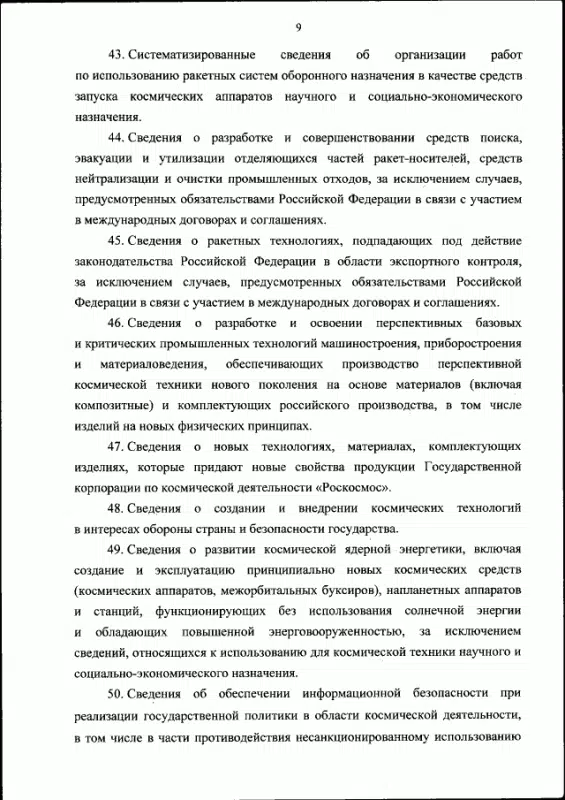 9
43. Систематизированные сведения об организации работ
по использованию ракетных систем оборонного назначения в качестве средств
запуска космических аппаратов научного и социально-экономического
назначения.
44. Сведения о разработке и совершенствовании средств поиска,
эвакуации и утилизации отделяющихся частей ракет-носителей, средств
нейтрализации и очистки промышленных отходов, за исключением случаев,
предусмотренных обязательствами Российской Федерации в связи с участием
в международных договорах и соглашениях.
45. Сведения о ракетных технологиях, подпадающих под действие
законодательства Российской Федерации в области экспортного контроля,
за исключением случаев, предусмотренных обязательствами Российской
Федерации в связи с участием в международных договорах и соглашениях.
46. Сведения о разработке и освоении перспективных базовых
и критических промышленных технологий машиностроения, приборостроения
и материаловедения, обеспечивающих производство перспективной
космической техники нового поколения на основе материалов (включая
композитные) и комплектующих российского производства, в том числе
изделий на новых физических принципах.
47. Сведения о новых технологиях, материалах, комплектующих
изделиях, которые придают новые свойства продукции Государственной
корпорации по космической деятельности «Роскосмос».
48. Сведения о создании и внедрении космических технологий
в интересах обороны страны и безопасности государства.
49. Сведения о развитии космической ядерной энергетики, включая
создание и эксплуатацию принципиально новых космических средств
(космических аппаратов, межорбитальных буксиров), напланетных аппаратов
и станций, функционирующих без использования солнечной энергии
и обладающих повышенной энерговооруженностью, за исключением
сведений, относящихся к использованию для космической техники научного и
социально-экономического назначения.
50. Сведения об обеспечении информационной безопасности при
реализации государственной политики в области космической деятельности,
в том числе в части противодействия несанкционированному использованию